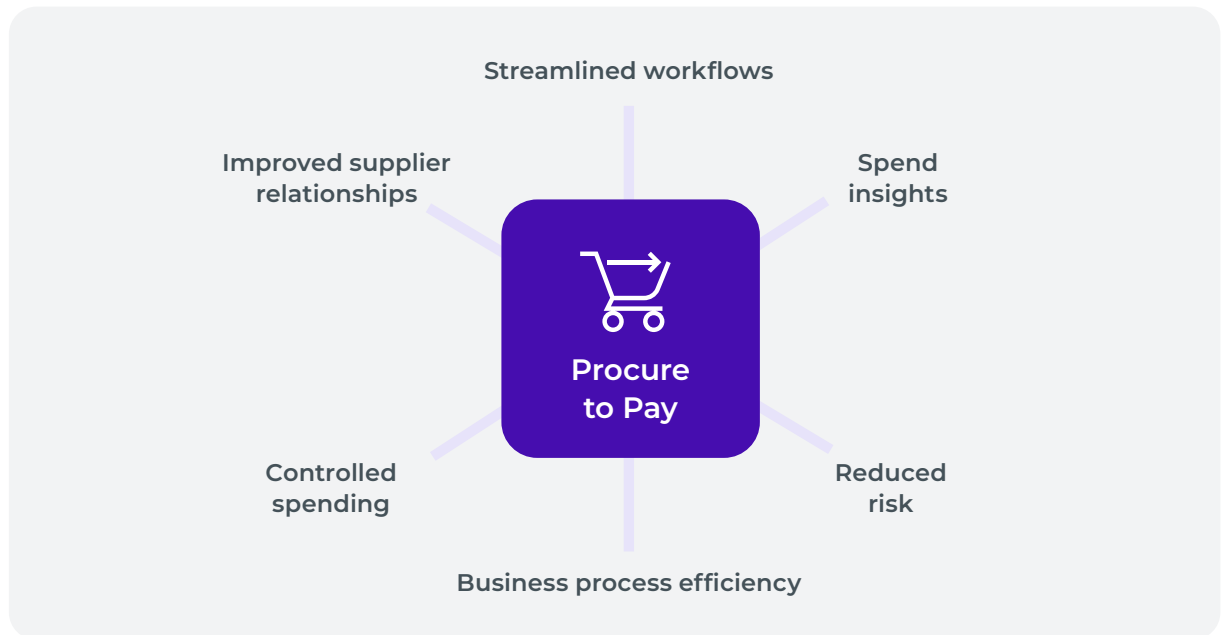 Streamlined workflows
Improved supplier
relationships
Spend
insights
Procure
to Pay
Controlled
spending
Reduced
risk
Business process efficiency